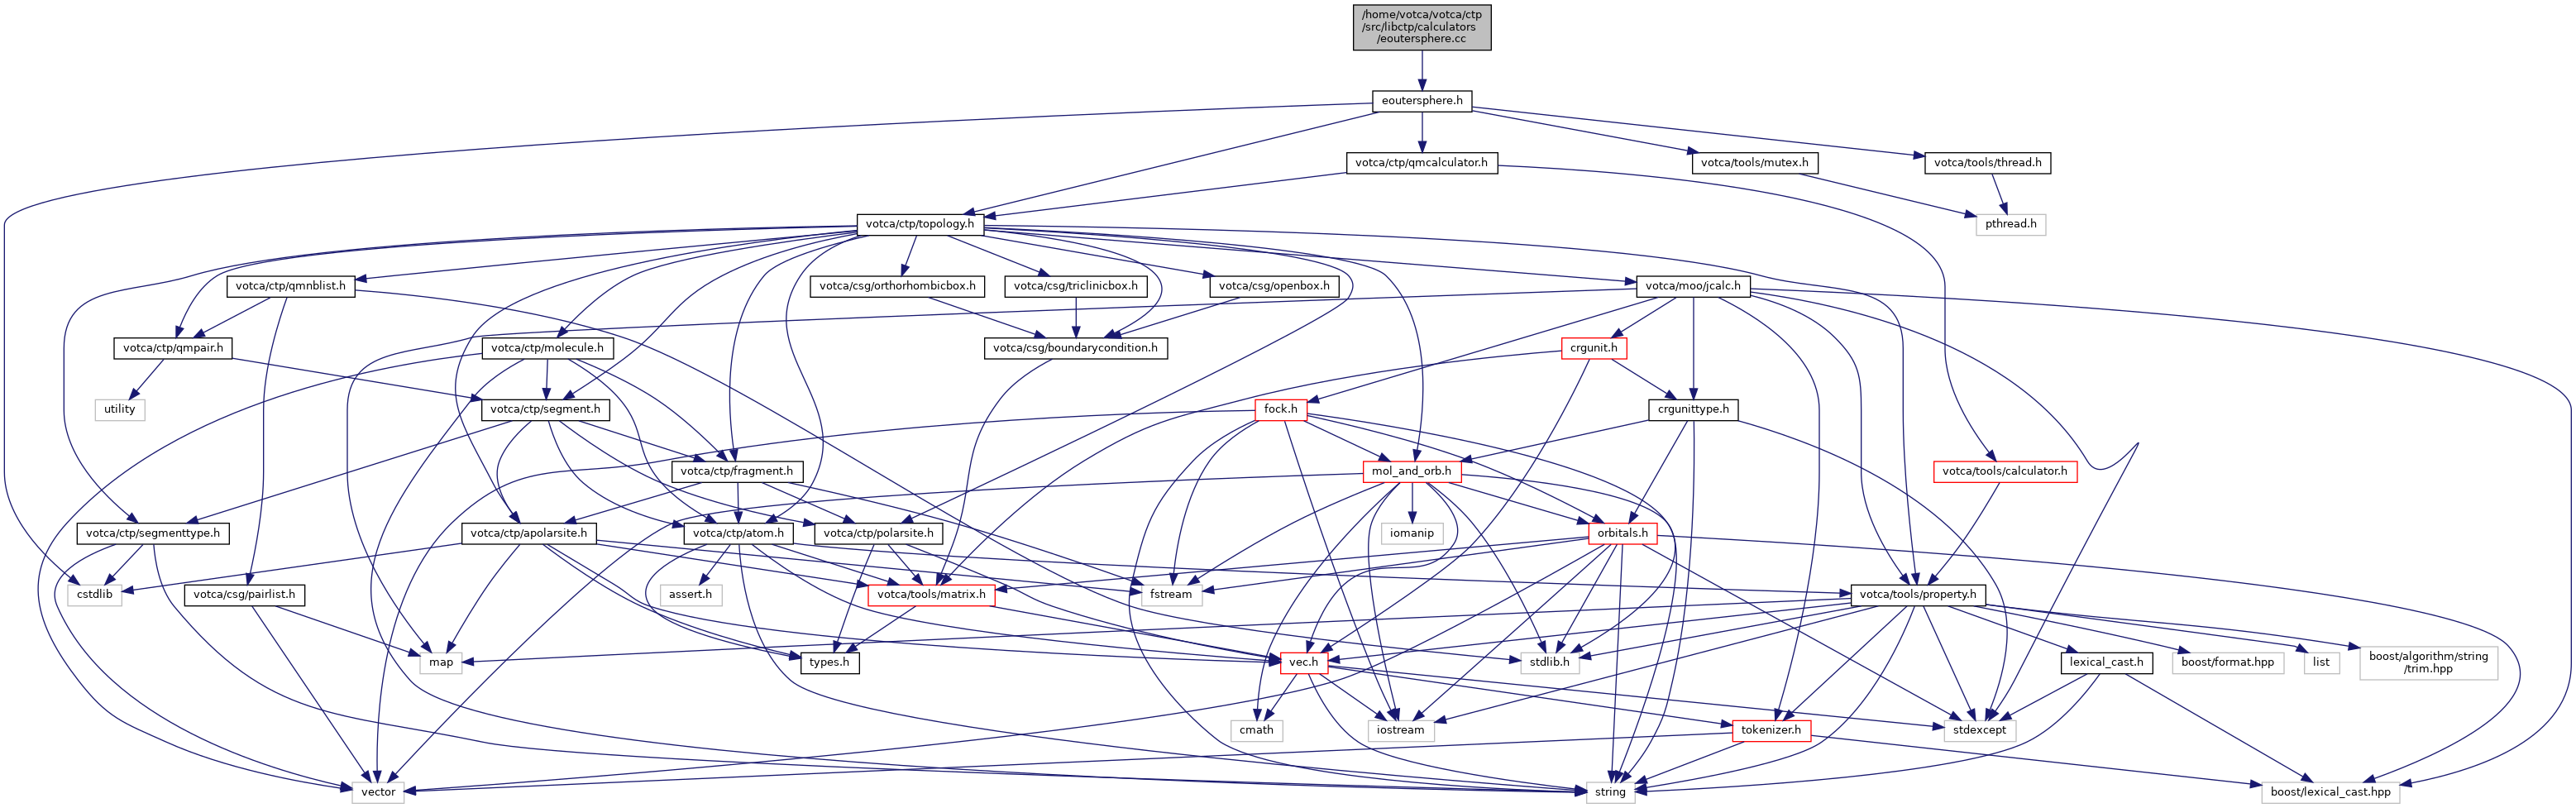 /home/votca/votca/ctp
/src/libctp/calculators
/eoutersphere.cc
eoutersphere.h
votca/ctp/qmcalculator.h
votca/tools/mutex.h
votca/tools/thread.h
votca/ctp/topology.h
pthread.h
votca/ctp/qmnblist.h
votca/csg/orthorhombicbox.h
votca/csg/triclinicbox.h
votca/csg/openbox.h
votca/moo/jcalc.h
votca/ctp/qmpair.h
votca/ctp/molecule.h
votca/csg/boundarycondition.h
crgunit.h
utility
votca/ctp/segment.h
fock.h
crgunittype.h
votca/ctp/fragment.h
mol_and_orb.h
votca/tools/calculator.h
votca/ctp/segmenttype.h
votca/ctp/apolarsite.h
votca/ctp/atom.h
votca/ctp/polarsite.h
iomanip
orbitals.h
cstdlib
votca/csg/pairlist.h
assert.h
votca/tools/matrix.h
fstream
votca/tools/property.h
map
types.h
vec.h
stdlib.h
lexical_cast.h
boost/format.hpp
list
boost/algorithm/string
/trim.hpp
cmath
iostream
tokenizer.h
stdexcept
vector
string
boost/lexical_cast.hpp